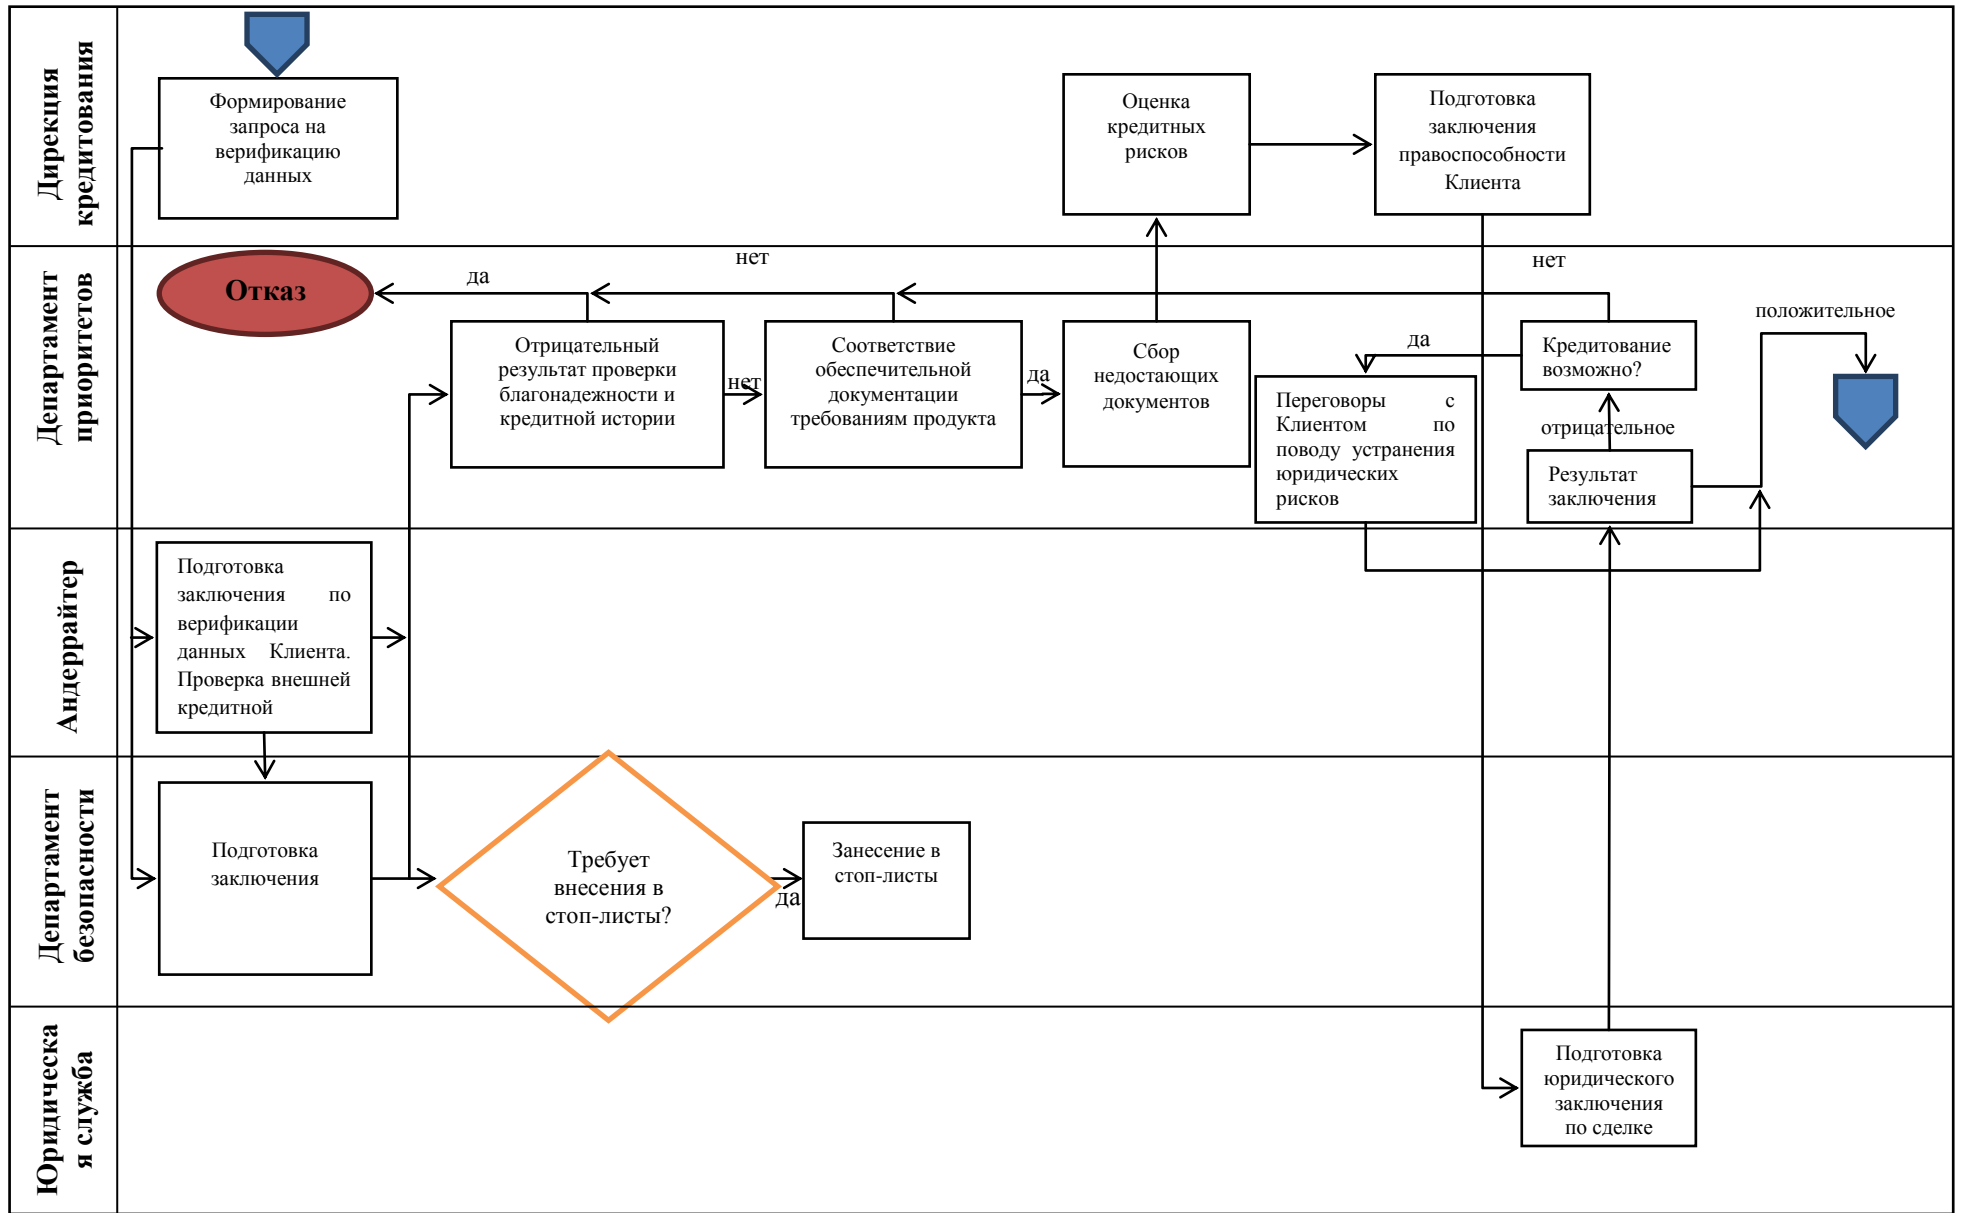 Дирекция
кредитования
Формирование
запроса на
верификацию
данных
Оценка
кредитных
рисков
Подготовка
заключения
правоспособности
Клиента
Департамент
приоритетов
Отказ
да
нет
нет
Отрицательный
результат проверки
благонадежности и
кредитной истории
нет
Соответствие
обеспечительной
документации
требованиям продукта
да
Сбор
недостающих
документов
да
Переговоры с
Клиентом по
поводу устранения
юридических
рисков
Кредитование
возможно?
отрицательное
Результат
заключения
положительное
Андеррайтер
Подготовка
заключения по
верификации
данных Клиента.
Проверка внешней
кредитной
Департамент
безопасности
Подготовка
заключения
Требует
внесения в
стоп-листы?
да
Занесение в
стоп-листы
Юридическа
я служба
Подготовка
юридического
заключения
по сделке